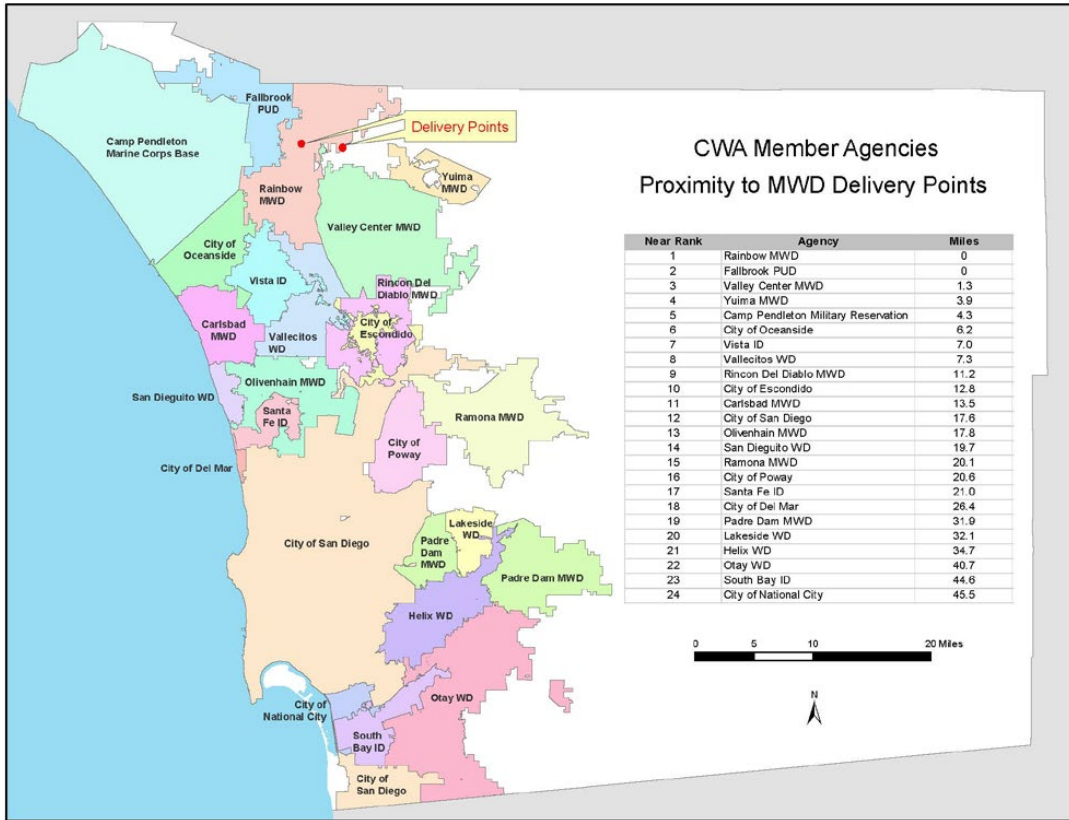 Fallbrook
PUD
Delivery Points
Camp Pendleton
Marine Corps Base
Yuima
MWD
Rainbow
MWD
Valley Center MWD
City of
Oceanside
Vista ID
Rincon Del
Diablo MWD
Carlsbad
MWD
City of
Escondido
Vallecitos
WD
Olivenhain MWD
San Dieguito WD
Santa
Fe ID
Ramona MWD
City of
Poway
City of Del Mar
City of San Diego
Lakeside
WD
Padre
Dam
MWD
Padre Dam MWD
Helix WD
Otay WD
City of
National City
South
Bay ID
City of
San Diego
CWA Member Agencies
Proximity to MWD Delivery Points
Near Rank Agency Miles
1 Rainbow MWD 0
2 Fallbrook PUD 0
3 Valley Center MWD 1.3
4 Yuima MWD 3.9
5 Camp Pendleton Military Reservation 4.3
6 City of Oceanside 6.2
7 Vista ID 7.0
8 Vallecitos WD 7.3
9 Rincon Del Diablo MWD 11.2
10 City of Escondido 12.8
11 Carlsbad MWD 13.5
12 City of San Diego 17.6
13 Olivenhain MWD 17.8
14 San Dieguito WD 19.7
15 Ramona MWD 20.1
16 City of Poway 20.6
17 Santa Fe ID 21.0
18 City of Del Mar 26.4
19 Padre Dam MWD 31.9
20 Lakeside WD 32.1
21 Helix WD 34.7
22 Otay WD 40.7
23 South Bay ID 44.6
24 City of National City 45.5
0 5 10 20 Miles
N